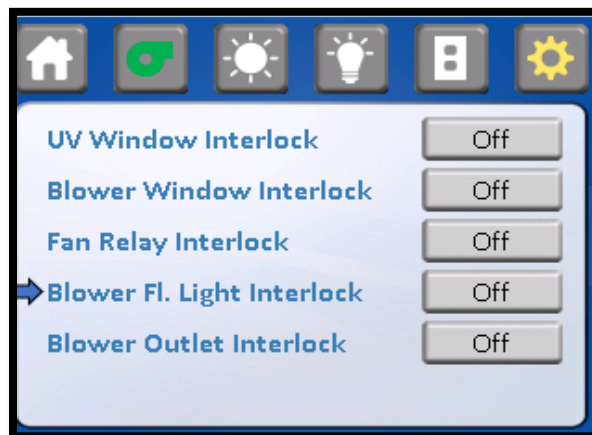 UV Window Interlock Off
Blower Window Interlock Off
Fan Relay Interlock Off
Blower Fl. Light Interlock Off
Blower Outlet Interlock Off